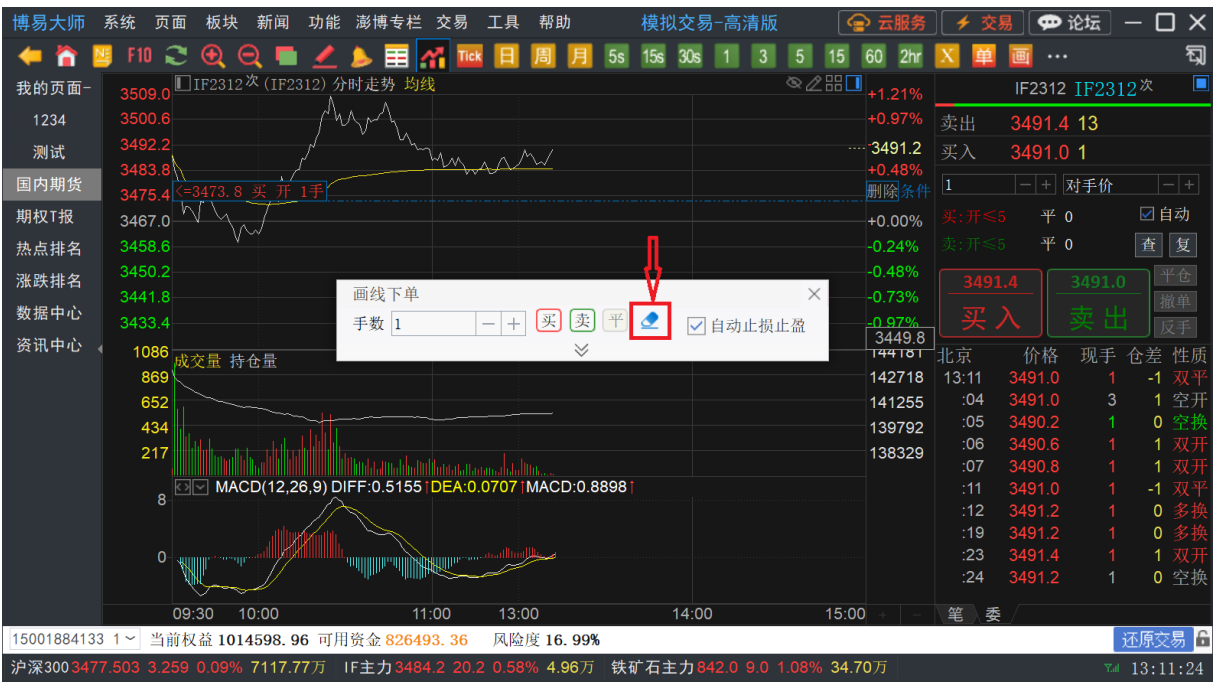 博易大师 系统 页面 板块 新闻 功能 澎博专栏 交易 工具 帮助 模拟交易-高清版 云服务 交易 论坛
F10 Tick 日 周 月 5s 15s 30s 1 3 5 15 60 2hr X 单 画 ···
我的页面-
1234
测试
国内期货
期权T报
热点排名
涨跌排名
数据中心
资讯中心
IF2312次 (IF2312) 分时走势 均线
3509.0 +1.21%
3500.6 +0.97%
3492.2 3491.2
3483.8 +0.48%
3475.4 <=3473.8 买 开 1手 删除 条件
3467.0 +0.00%
3458.6 -0.24%
3450.2 -0.48%
3441.8 -0.73%
3433.4 -0.97%
3449.8
画线下单
手数 1 买 卖 平 自动止损止盈
1086 成交量 持仓量 144181
869 142718
652 141255
434 139792
217 138329
MACD(12,26,9) DIFF:0.5155↑DEA:0.0707↑MACD:0.8898↑
8
0
09:30 10:00 11:00 13:00 14:00 15:00
IF2312 IF2312次
卖出 3491.4 13
买入 3491.0 1
1 对手价
买:开≤5 平 0 自动
卖:开≤5 平 0 查 复
3491.4 买入
3491.0 卖出
平仓
撤单
反手
北京 价格 现手 仓差 性质
13:11 3491.0 1 -1 双平
:04 3491.0 3 1 空开
:05 3490.2 1 0 空换
:06 3490.6 1 1 双开
:07 3490.8 1 1 双开
:11 3491.0 1 -1 双平
:12 3491.2 1 0 多换
:19 3491.2 1 0 多换
:23 3491.4 1 1 双开
:24 3491.2 1 0 空换
笔 委
15001884133 1 当前权益 1014598.96 可用资金 826493.36 风险度 16.99% 还原交易
沪深300 3477.503 3.259 0.09% 7117.77万 IF主力 3484.2 20.2 0.58% 4.96万 铁矿石主力 842.0 9.0 1.08% 34.70万 13:11:24